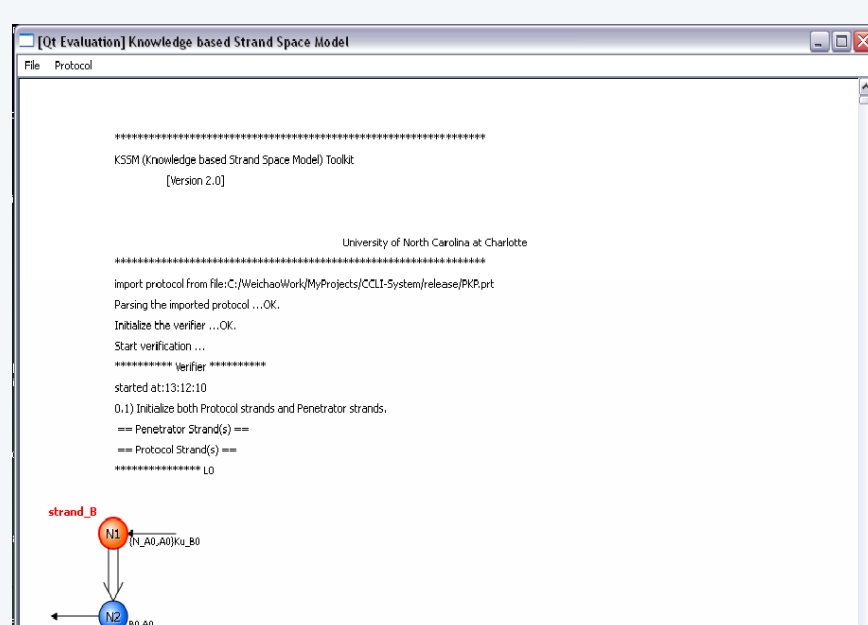 [Qt Evaluation] Knowledge based Strand Space Model
File Protocol
****************************************************************
KSSM (Knowledge based Strand Space Model) Toolkit
[Version 2.0]
University of North Carolina at Charlotte
****************************************************************
import protocol from file:C:/WeichaoWork/MyProjects/CCLI-System/release/PKP.prt
Parsing the imported protocol ...OK.
Initialize the verifier ...OK.
Start verification ...
********** Verifier **********
started at:13:12:10
0.1) Initialize both Protocol strands and Penetrator strands.
== Penetrator Strand(s) ==
== Protocol Strand(s) ==
*************** L0
strand_B
N1
{N_A0,A0}Ku_B0
N2